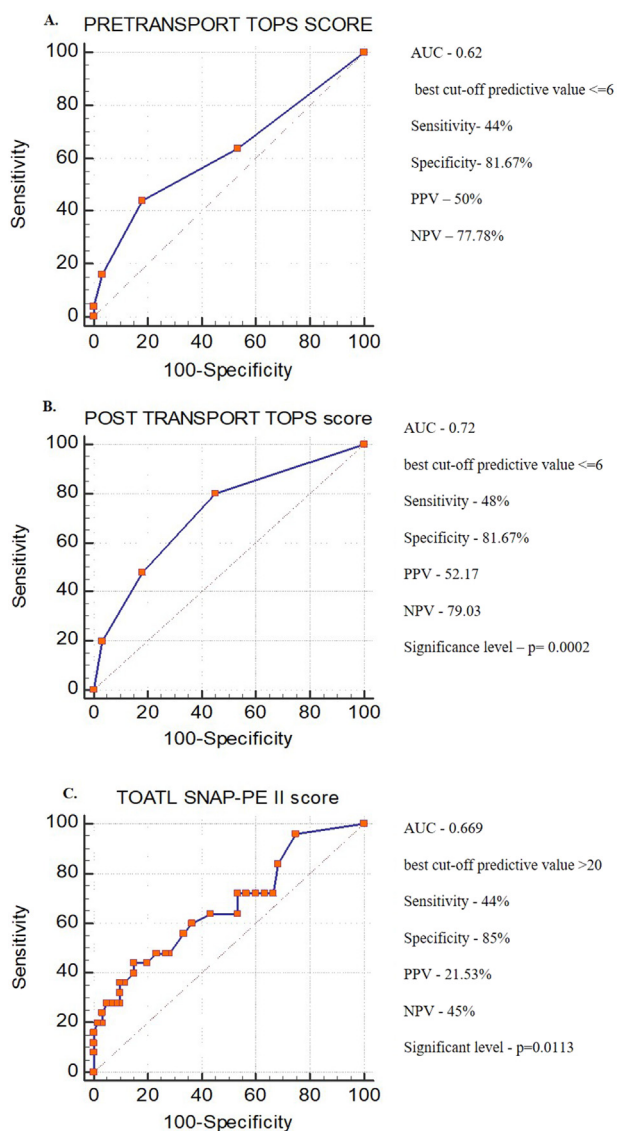 A.
PRETRANSPORT TOPS SCORE
100
80
60
40
20
0
Sensitivity
0 20 40 60 80 100
100-Specificity
AUC - 0.62
best cut-off predictive value <=6
Sensitivity- 44%
Specificity- 81.67%
PPV – 50%
NPV – 77.78%
B.
POST TRANSPORT TOPS score
100
80
60
40
20
0
Sensitivity
0 20 40 60 80 100
100-Specificity
AUC - 0.72
best cut-off predictive value <=6
Sensitivity - 48%
Specificity - 81.67%
PPV - 52.17
NPV - 79.03
Significance level – p= 0.0002
C.
TOATL SNAP-PE II score
100
80
60
40
20
0
Sensitivity
0 20 40 60 80 100
100-Specificity
AUC - 0.669
best cut-off predictive value >20
Sensitivity - 44%
Specificity - 85%
PPV - 21.53%
NPV - 45%
Significant level - p=0.0113